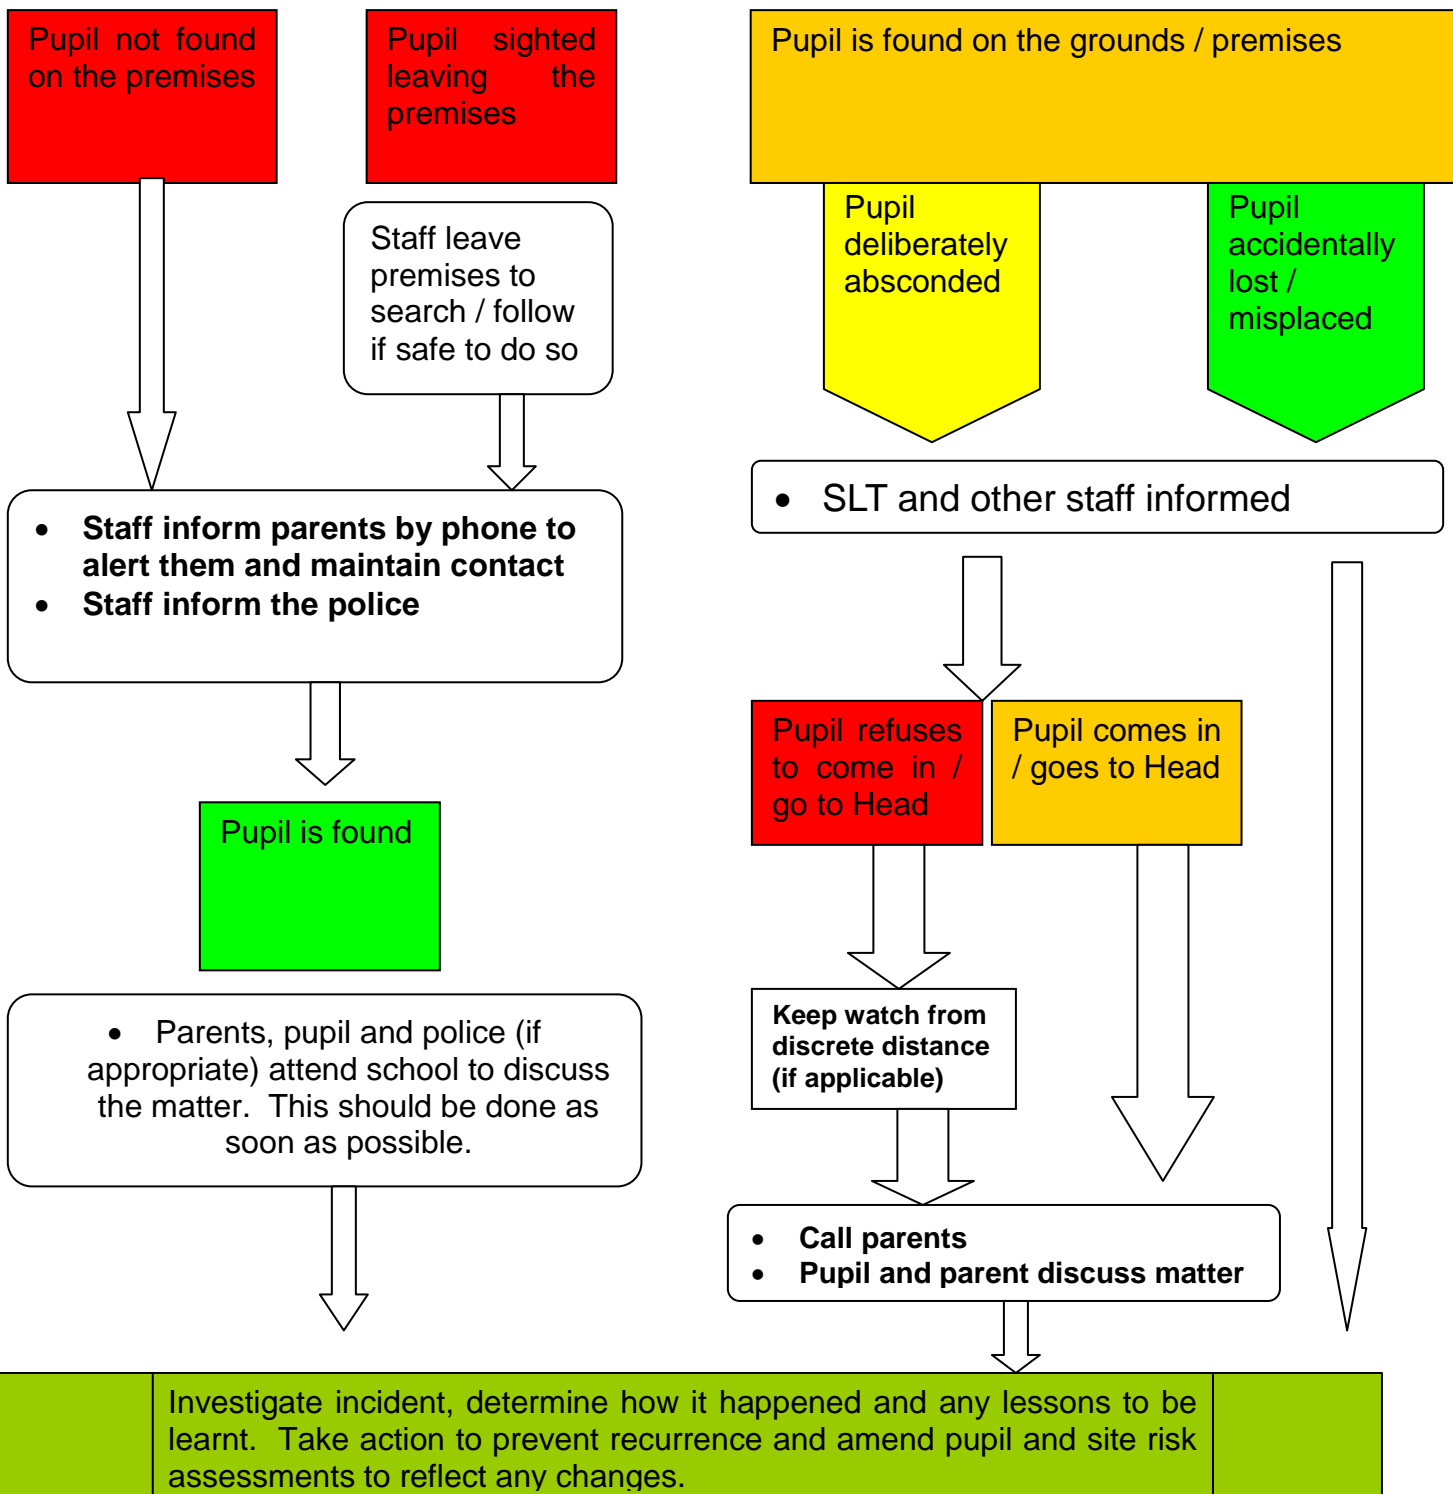 Pupil not found
on the premises
Pupil sighted
leaving the
premises
Pupil is found on the grounds / premises
Staff leave
premises to
search / follow
if safe to do so
Pupil
deliberately
absconded
Pupil
accidentally
lost /
misplaced
• SLT and other staff informed
• Staff inform parents by phone to
alert them and maintain contact
• Staff inform the police
Pupil refuses
to come in /
go to Head
Pupil comes in
/ goes to Head
Pupil is found
Keep watch from
discrete distance
(if applicable)
• Parents, pupil and police (if
appropriate) attend school to discuss
the matter. This should be done as
soon as possible.
• Call parents
• Pupil and parent discuss matter
Investigate incident, determine how it happened and any lessons to be
learnt. Take action to prevent recurrence and amend pupil and site risk
assessments to reflect any changes.